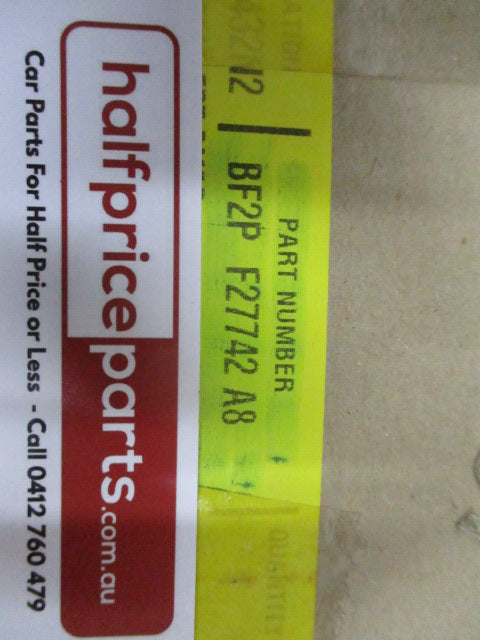 PART NUMBER
BF2P F27742 A8
halfpriceparts.com.au
Car Parts For Half Price or Less - Call 0412 760 479